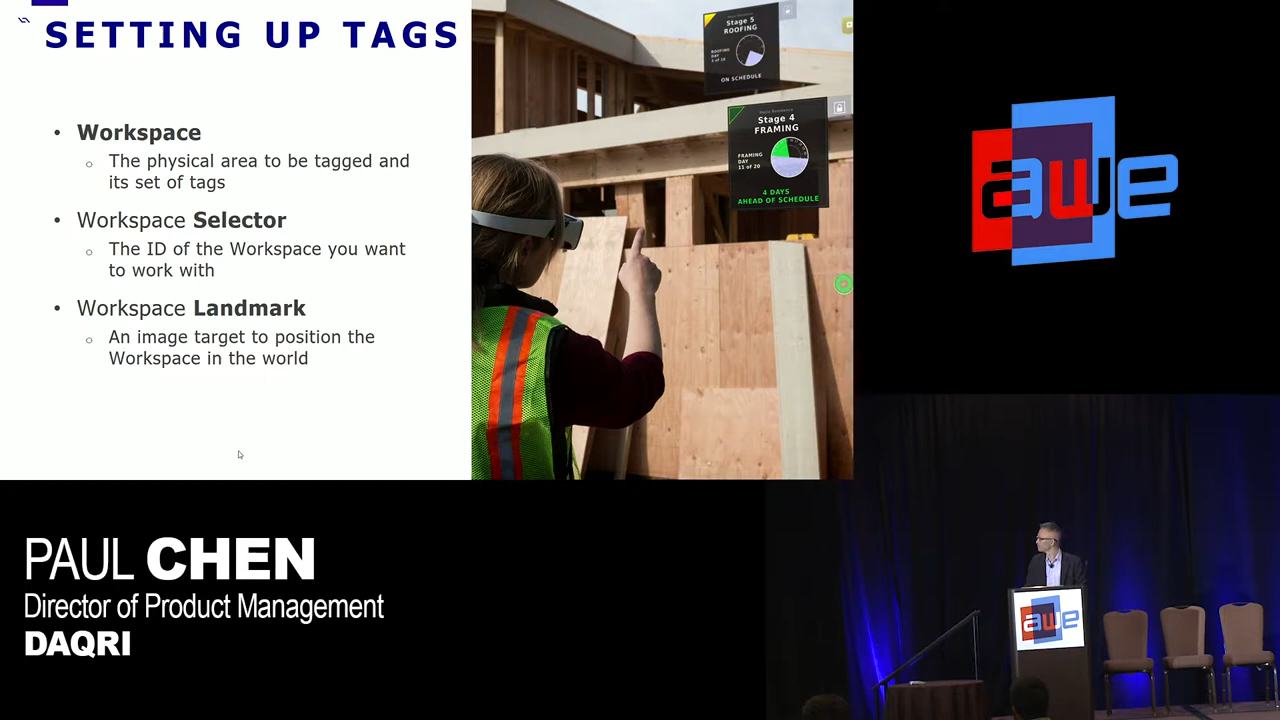 SETTING UP TAGS
• Workspace
○ The physical area to be tagged and
its set of tags
• Workspace Selector
○ The ID of the Workspace you want
to work with
• Workspace Landmark
○ An image target to position the
Workspace in the world
Stage 5
ROOFING
ROOFING
DAY
ON SCHEDULE
Stage 4
FRAMING
FRAMING
DAY
11 of 20
4 DAYS
AHEAD OF SCHEDULE
awe
PAUL CHEN
Director of Product Management
DAQRI
awe